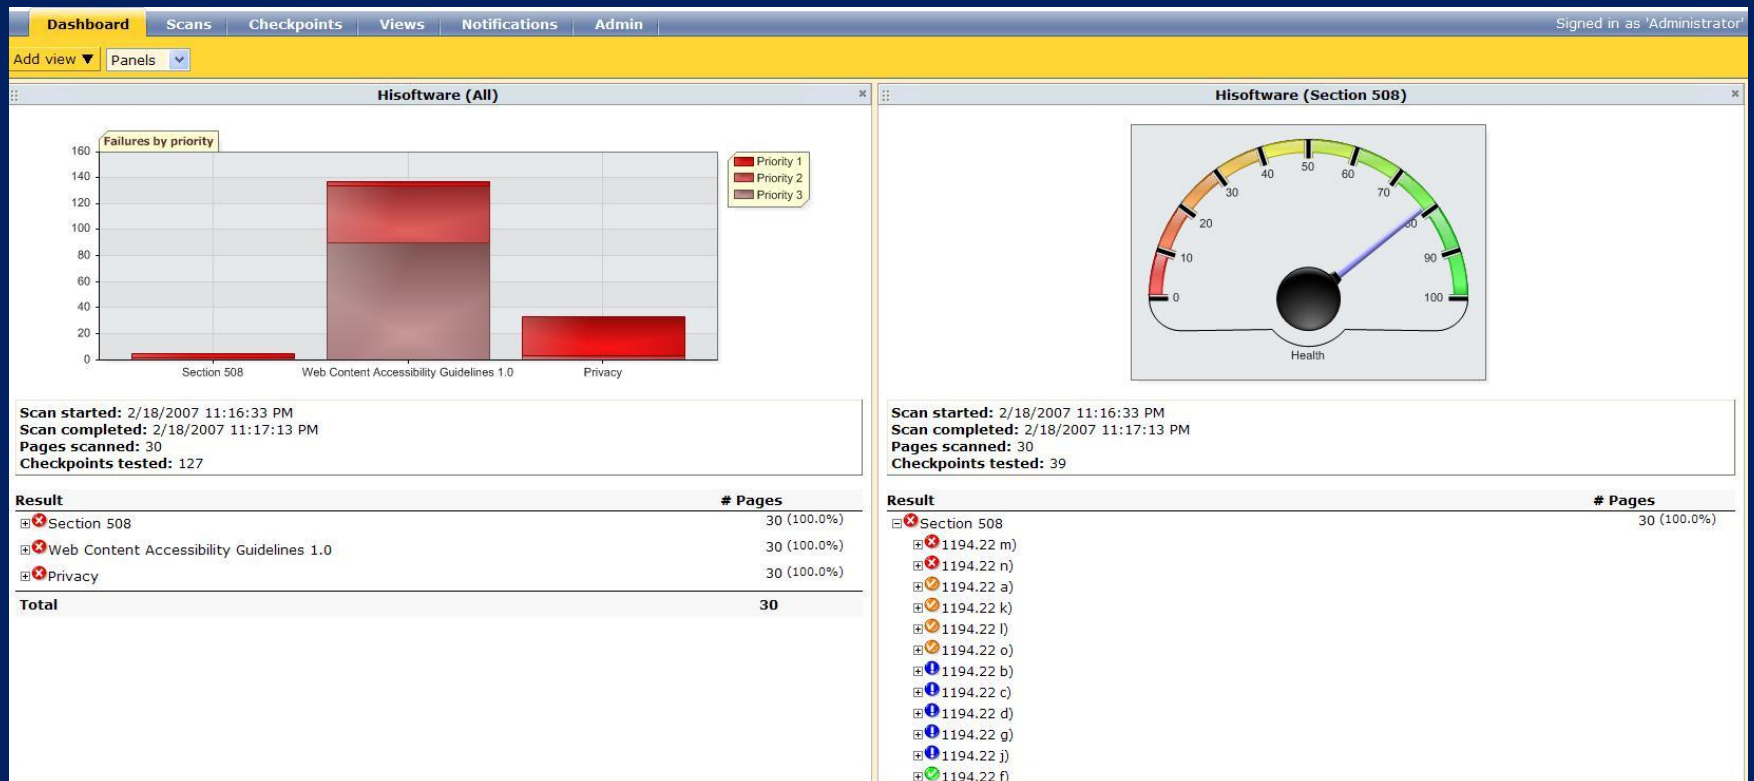 Dashboard Scans Checkpoints Views Notifications Admin Signed in as 'Administrator'
Add view ▼ Panels
Hisoftware (All)
Failures by priority
160
140
120
100
80
60
40
20
0
Section 508 Web Content Accessibility Guidelines 1.0 Privacy
Priority 1
Priority 2
Priority 3
Scan started: 2/18/2007 11:16:33 PM
Scan completed: 2/18/2007 11:17:13 PM
Pages scanned: 30
Checkpoints tested: 127
Result # Pages
Section 508 30 (100.0%)
Web Content Accessibility Guidelines 1.0 30 (100.0%)
Privacy 30 (100.0%)
Total 30
Hisoftware (Section 508)
0
10
20
30
40
50
60
70
80
90
100
Health
Scan started: 2/18/2007 11:16:33 PM
Scan completed: 2/18/2007 11:17:13 PM
Pages scanned: 30
Checkpoints tested: 39
Result # Pages
Section 508 30 (100.0%)
1194.22 m)
1194.22 n)
1194.22 a)
1194.22 k)
1194.22 l)
1194.22 o)
1194.22 b)
1194.22 c)
1194.22 d)
1194.22 g)
1194.22 j)
1194.22 f)